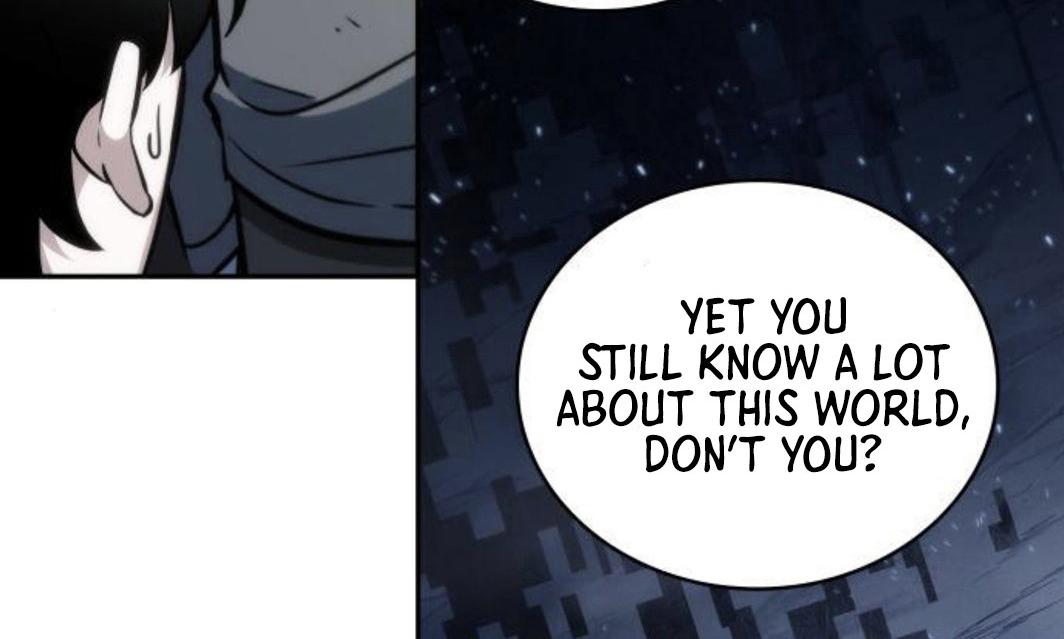 YET YOU
STILL KNOW A LOT
ABOUT THIS WORLD,
DON'T YOU?